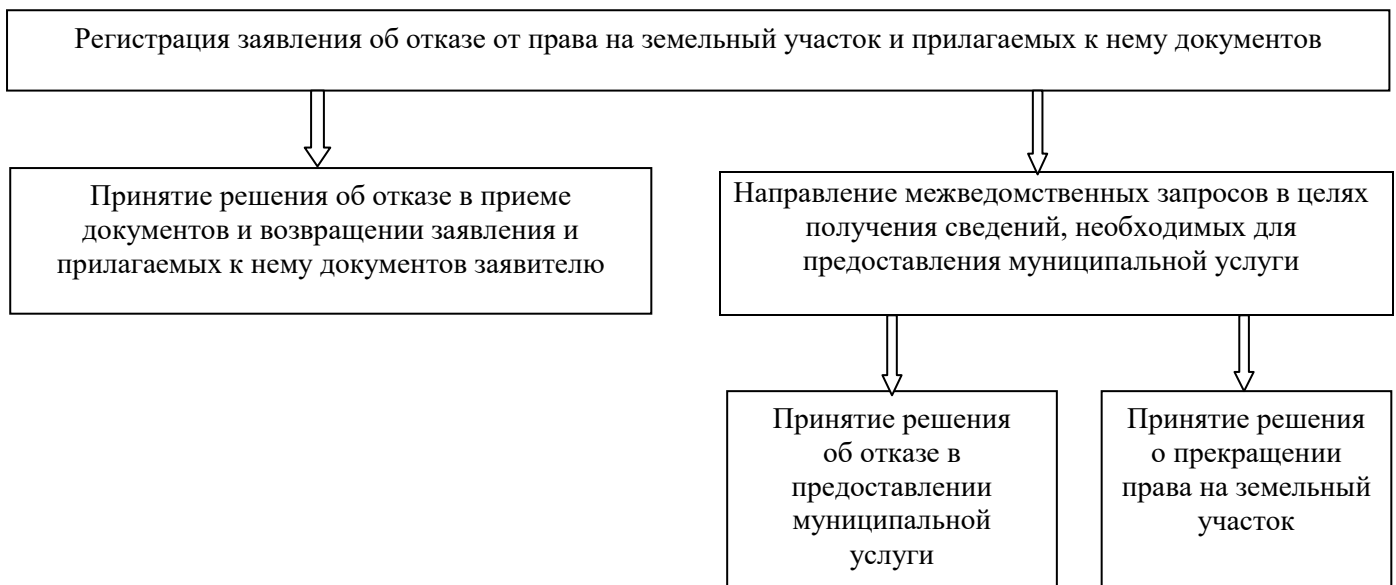 Регистрация заявления об отказе от права на земельный участок и прилагаемых к нему документов
Принятие решения об отказе в приеме
документов и возвращении заявления и
прилагаемых к нему документов заявителю
Направление межведомственных запросов в целях
получения сведений, необходимых для
предоставления муниципальной услуги
Принятие решения
об отказе в
предоставлении
муниципальной
услуги
Принятие решения
о прекращении
права на земельный
участок